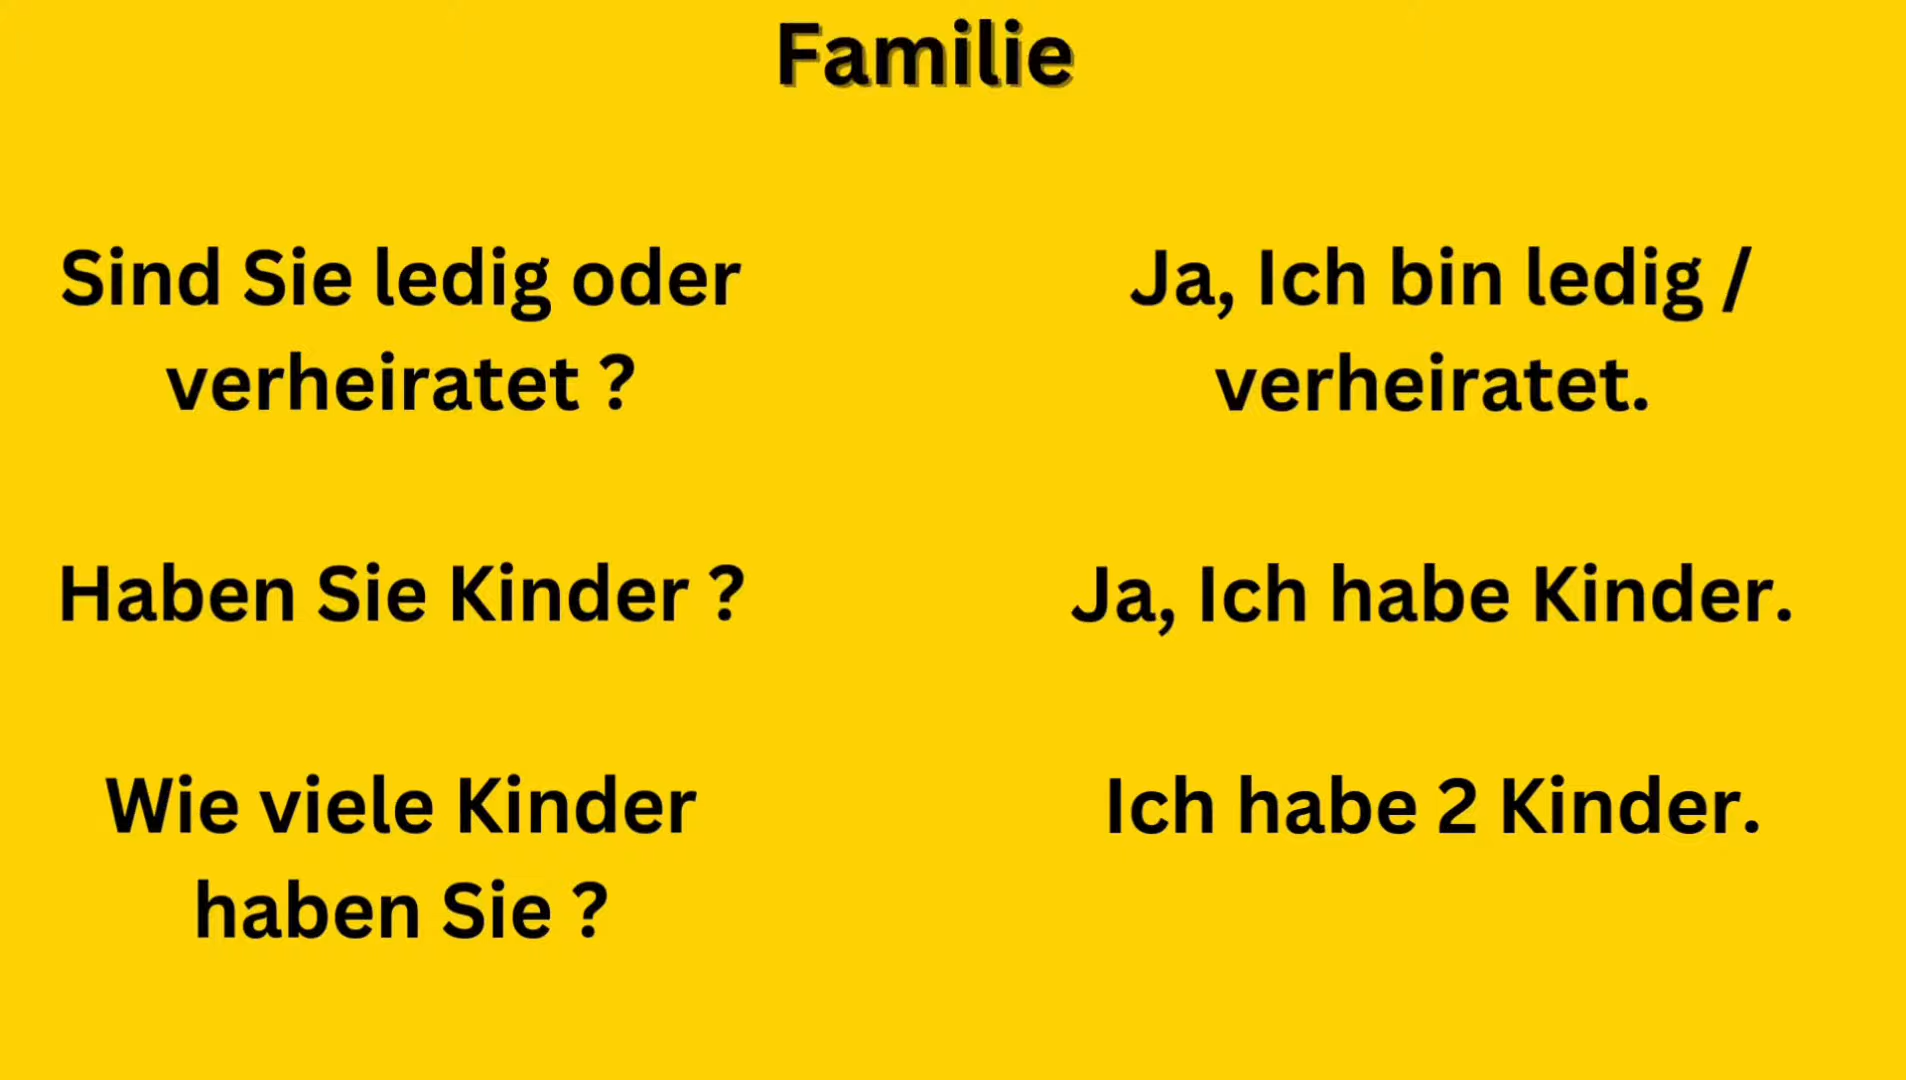 Familie
Sind Sie ledig oder
verheiratet ?
Ja, Ich bin ledig /
verheiratet.
Haben Sie Kinder ?
Ja, Ich habe Kinder.
Wie viele Kinder
haben Sie ?
Ich habe 2 Kinder.